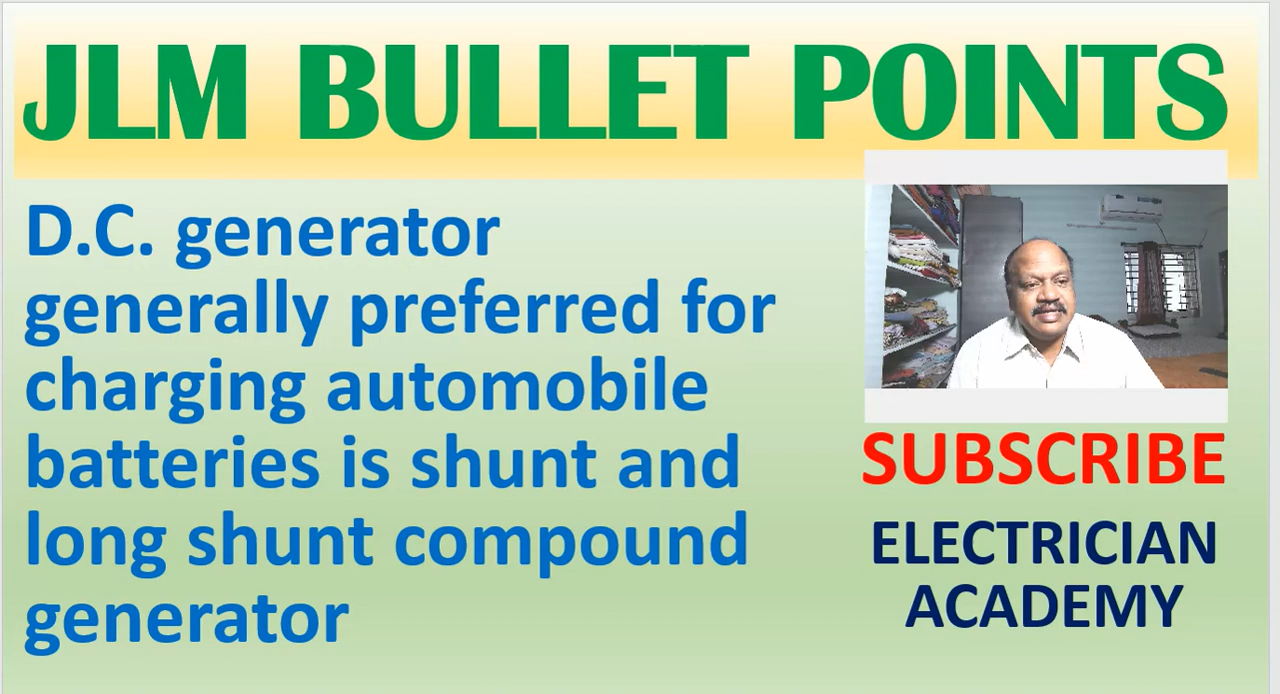 JLM BULLET POINTS
D.C. generator
generally preferred for
charging automobile
batteries is shunt and
long shunt compound
generator
SUBSCRIBE
ELECTRICIAN
ACADEMY